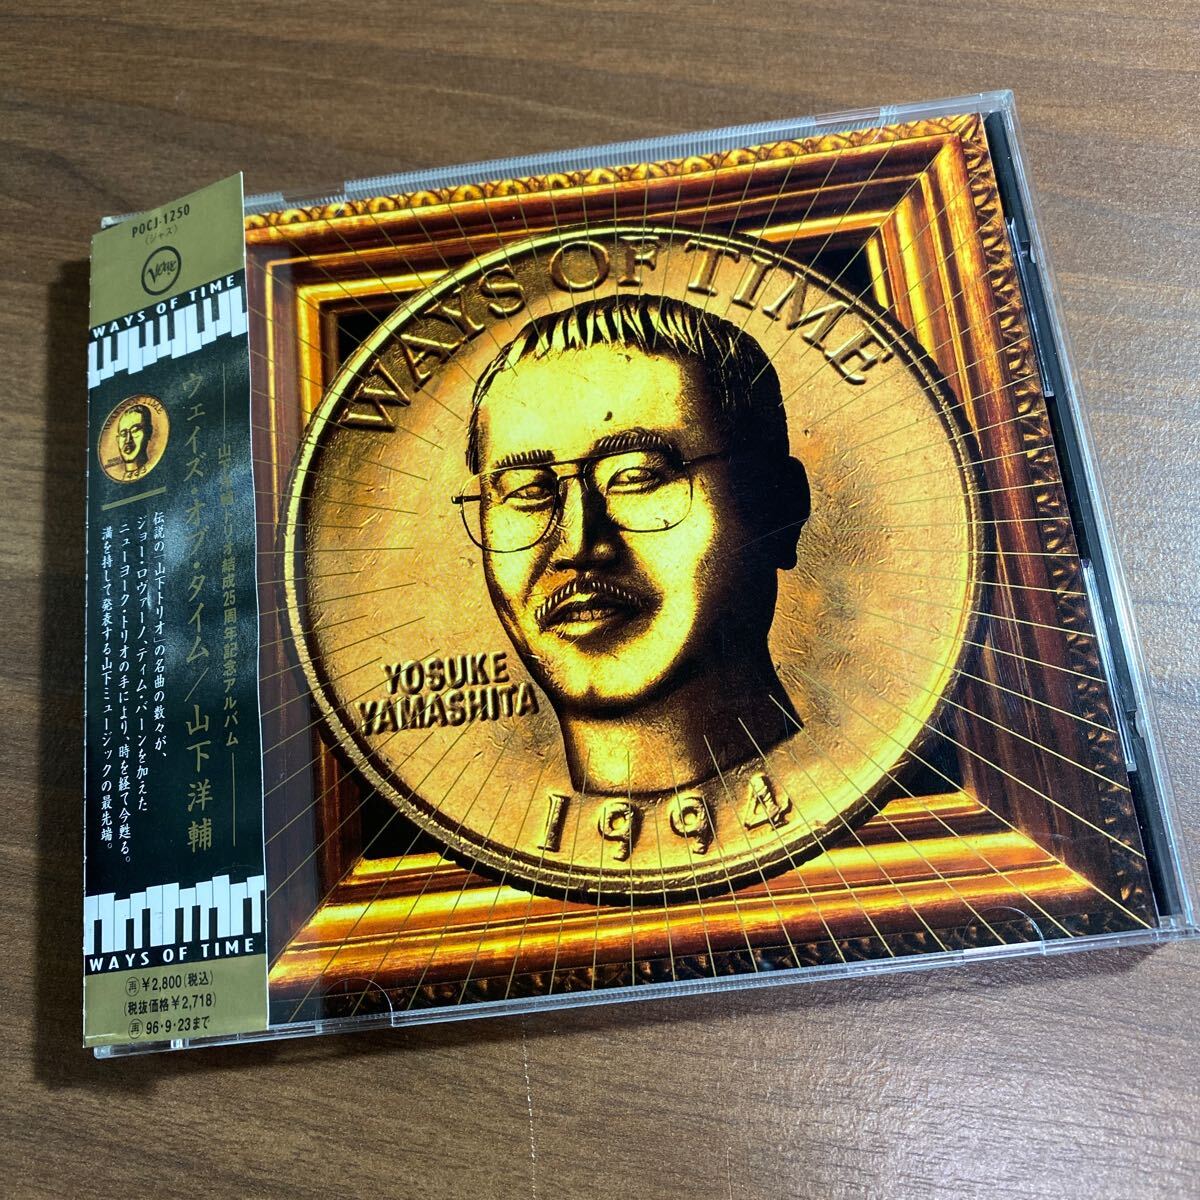 POCJ-1250
(ジャズ)
Verve
WAYS OF TIME
WAYS OF TIME
1994
山下洋輔トリオ結成25周年記念アルバム
ウェイズ・オブ・タイム/山下洋輔
伝説の「山下トリオ」の名曲の数々が、
ジョー・ロヴァーノ、ティム・バーンを加えた
ニューヨーク・トリオの手により、時を経て今甦る。
満を持して発表する山下ミュージックの最先端。
WAYS OF TIME
再¥2,800(税込)
(税抜価格¥2,718)
再96・9・23まで
WAYS OF TIME
YOSUKE
YAMASHITA
1994